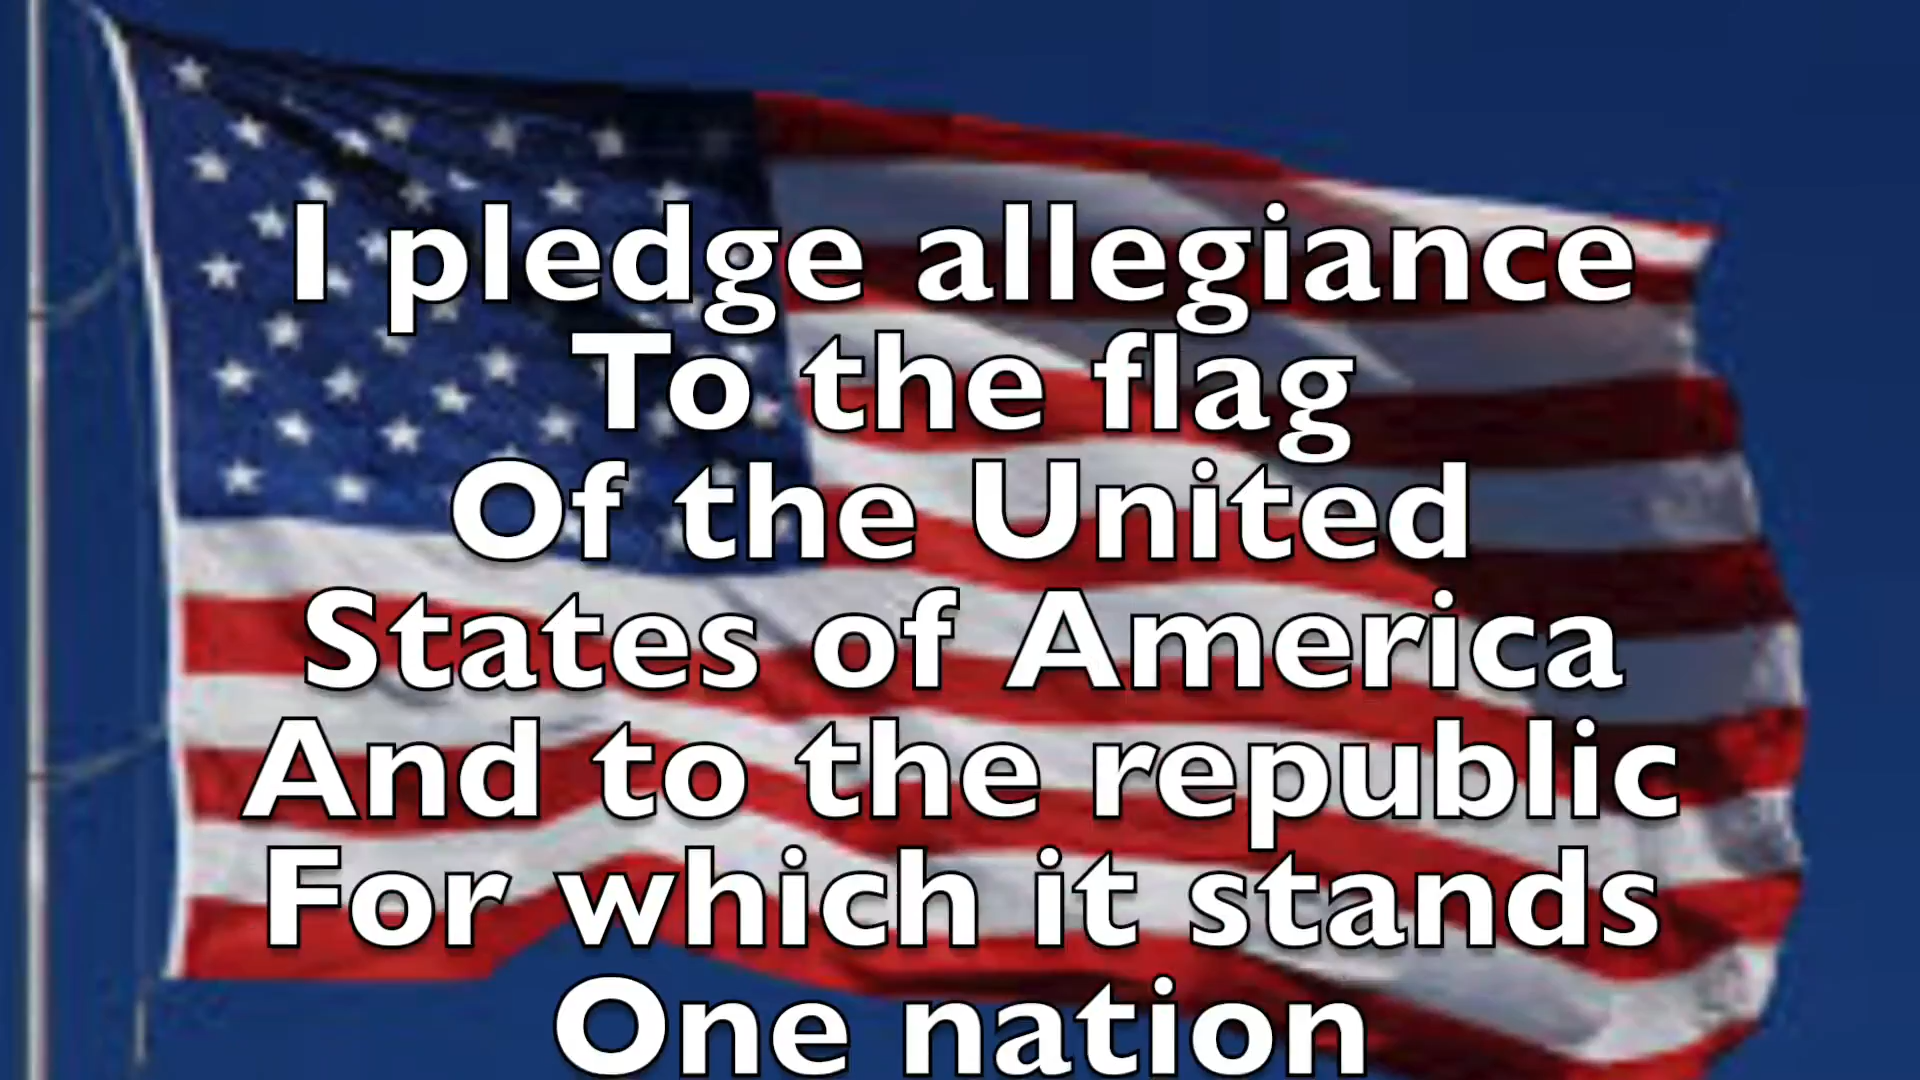 I pledge allegiance
To the flag
Of the United
States of America
And to the republic
For which it stands
One nation